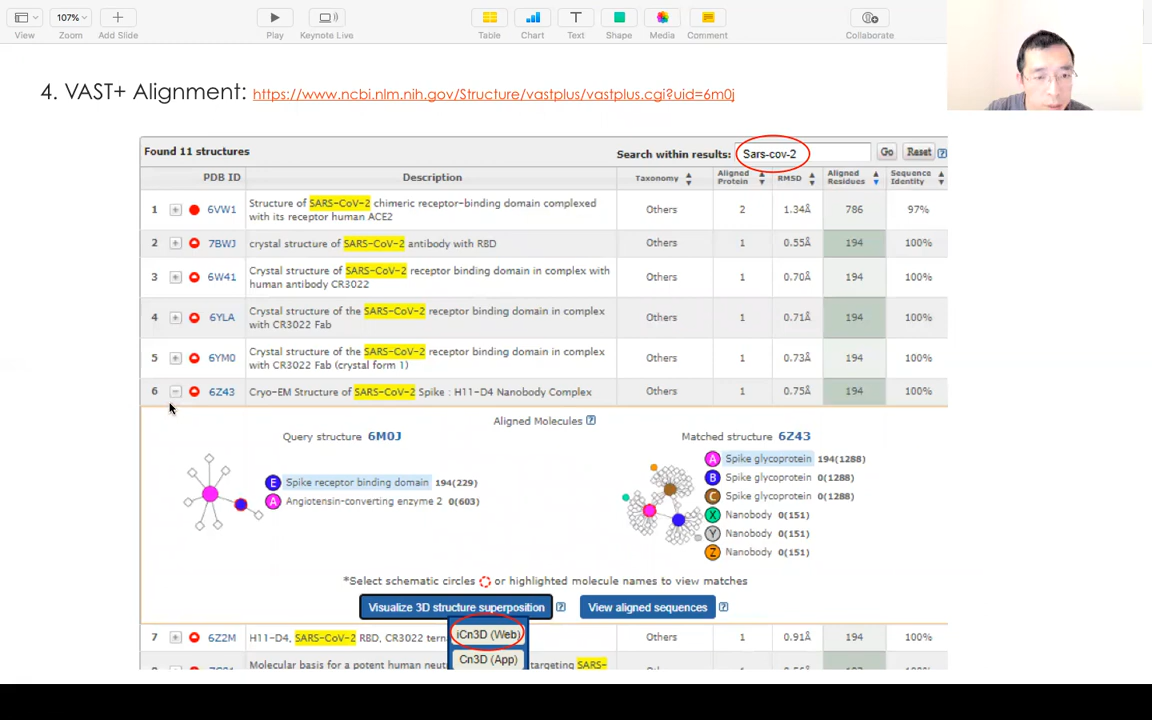 107%
View
Zoom
Add Slide
Play
Keynote Live
Table
Chart
Text
Shape
Media
Comment
Collaborate
4. VAST+ Alignment: https://www.ncbi.nlm.nih.gov/Structure/vastplus/vastplus.cgi?uid=6m0j
Found 11 structures
Search within results: Sars-cov-2 Go Reset ?
PDB ID Description Taxonomy Aligned Protein RMSD Aligned Residues Sequence Identity
1 + 6VW1 Structure of SARS-CoV-2 chimeric receptor-binding domain complexed Others 2 1.34Å 786 97%
with its receptor human ACE2
2 + 7BWJ crystal structure of SARS-CoV-2 antibody with RBD Others 1 0.55Å 194 100%
3 + 6W41 Crystal structure of SARS-CoV-2 receptor binding domain in complex with Others 1 0.70Å 194 100%
human antibody CR3022
4 + 6YLA Crystal structure of the SARS-CoV-2 receptor binding domain in complex Others 1 0.71Å 194 100%
with CR3022 Fab
5 + 6YM0 Crystal structure of the SARS-CoV-2 receptor binding domain in complex Others 1 0.73Å 194 100%
with CR3022 Fab (crystal form 1)
6 − 6Z43 Cryo-EM Structure of SARS-CoV-2 Spike : H11-D4 Nanobody Complex Others 1 0.75Å 194 100%
Aligned Molecules ?
Query structure 6M0J
E Spike receptor binding domain 194(229)
A Angiotensin-converting enzyme 2 0(603)
Matched structure 6Z43
A Spike glycoprotein 194(1288)
B Spike glycoprotein 0(1288)
C Spike glycoprotein 0(1288)
X Nanobody 0(151)
Y Nanobody 0(151)
Z Nanobody 0(151)
*Select schematic circles or highlighted molecule names to view matches
Visualize 3D structure superposition ? View aligned sequences ?
iCn3D (Web)
Cn3D (App)
7 + 6Z2M H11-D4, SARS-CoV-2 RBD, CR3022 Others 1 0.91Å 194 100%
Molecular basis for a potent human targeting SARS-